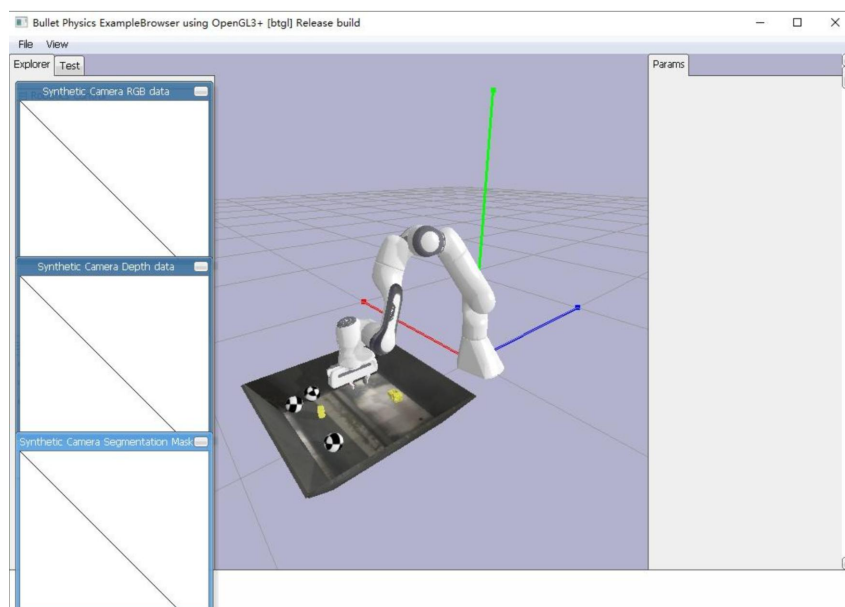 Bullet Physics ExampleBrowser using OpenGL3+ [btgl] Release build
File View
Explorer Test
Params
Synthetic Camera RGB data
Synthetic Camera Depth data
Synthetic Camera Segmentation Mask